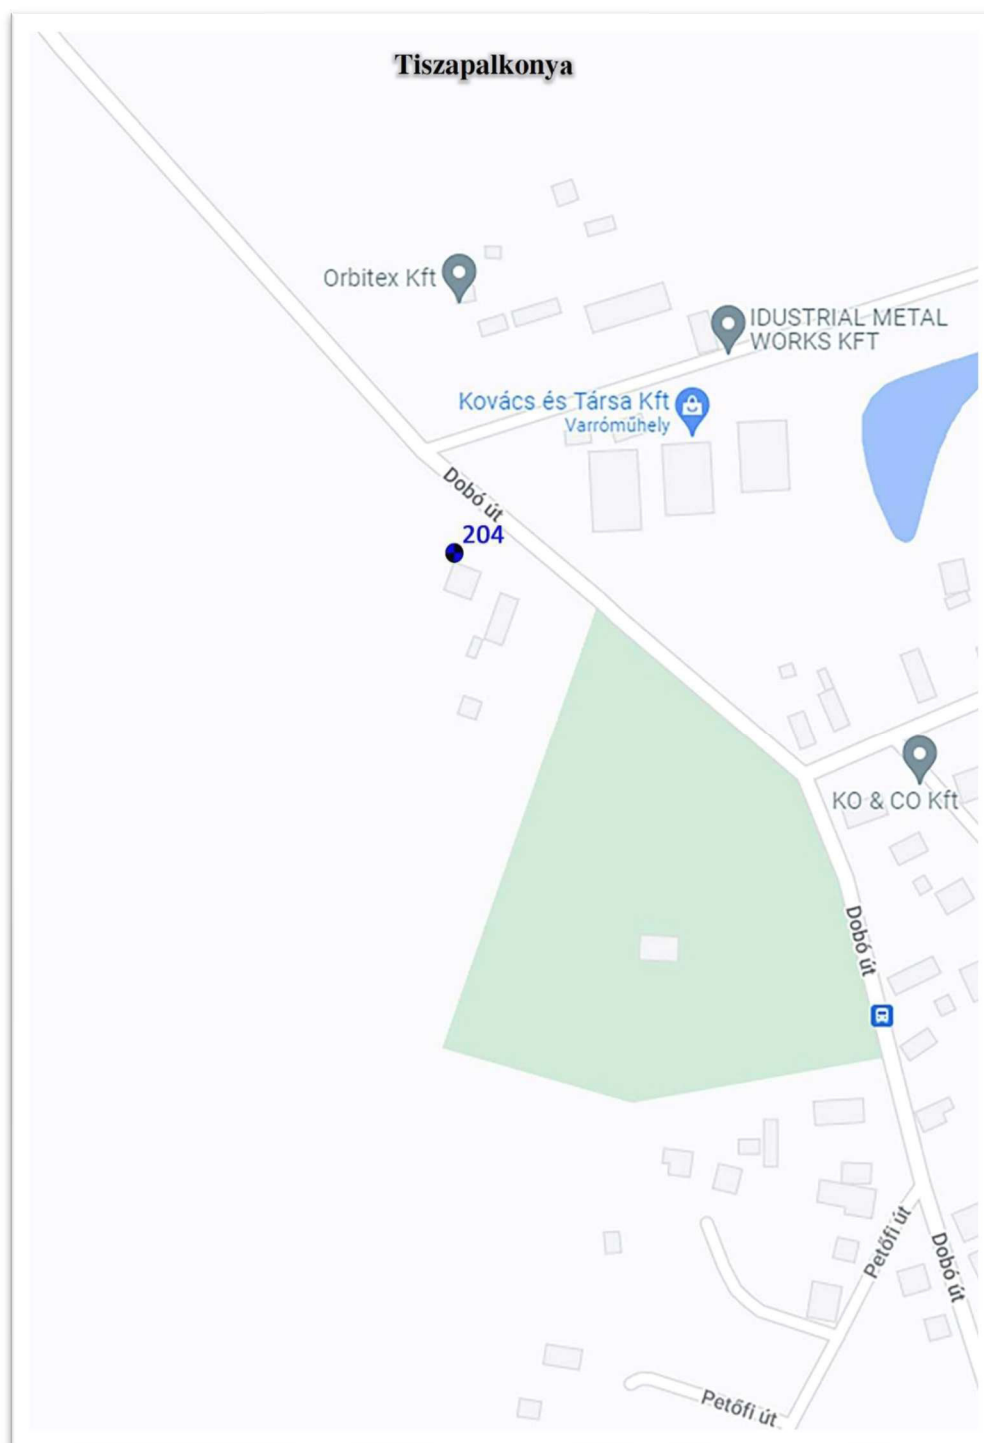 Tiszapalkonya
Orbitex Kft
IDUSTRIAL METAL
WORKS KFT
Kovács és Társa Kft
Varróműhely
Dobó út
204
KO & CO Kft
Dobó út
Petőfi út
Dobó út
Petőfi út